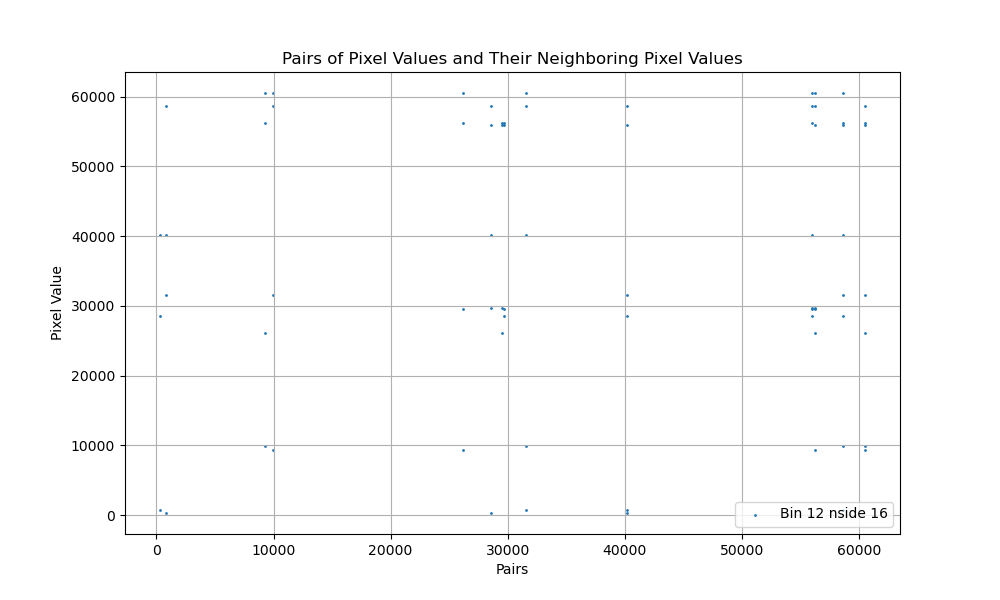 Pairs of Pixel Values and Their Neighboring Pixel Values
60000
50000
40000
30000
20000
10000
0
Pixel Value
Bin 12 nside 16
0 10000 20000 30000 40000 50000 60000
Pairs